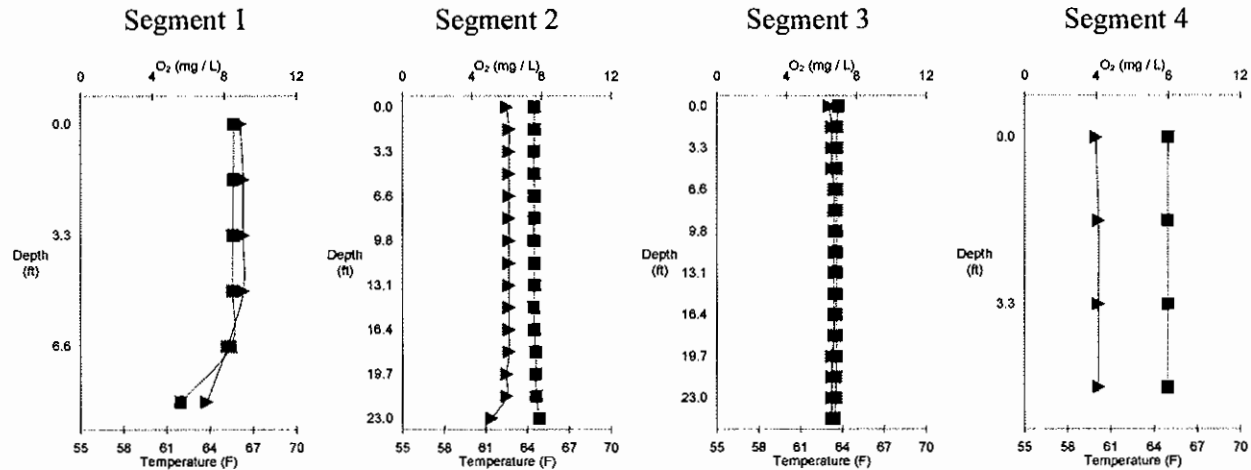 Segment 1
O₂ (mg / L)
0 4 8 12
0.0
3.3
6.6
Depth
(ft)
55 61 64 67 70
Temperature (F)
Segment 2
O₂ (mg / L)
0 4 8 12
0.0
3.3
6.6
9.8
13.1
16.4
19.7
23.0
Depth
(ft)
55 58 61 64 67 70
Temperature (F)
Segment 3
O₂ (mg / L)
0 4 8 12
0.0
3.3
6.6
9.8
13.1
16.4
19.7
23.0
Depth
(ft)
55 58 61 64 67 70
Temperature (F)
Segment 4
O₂ (mg / L)
0 4 8 12
0.0
3.3
Depth
(ft)
55 58 60 62 65 68 70
Temperature (F)